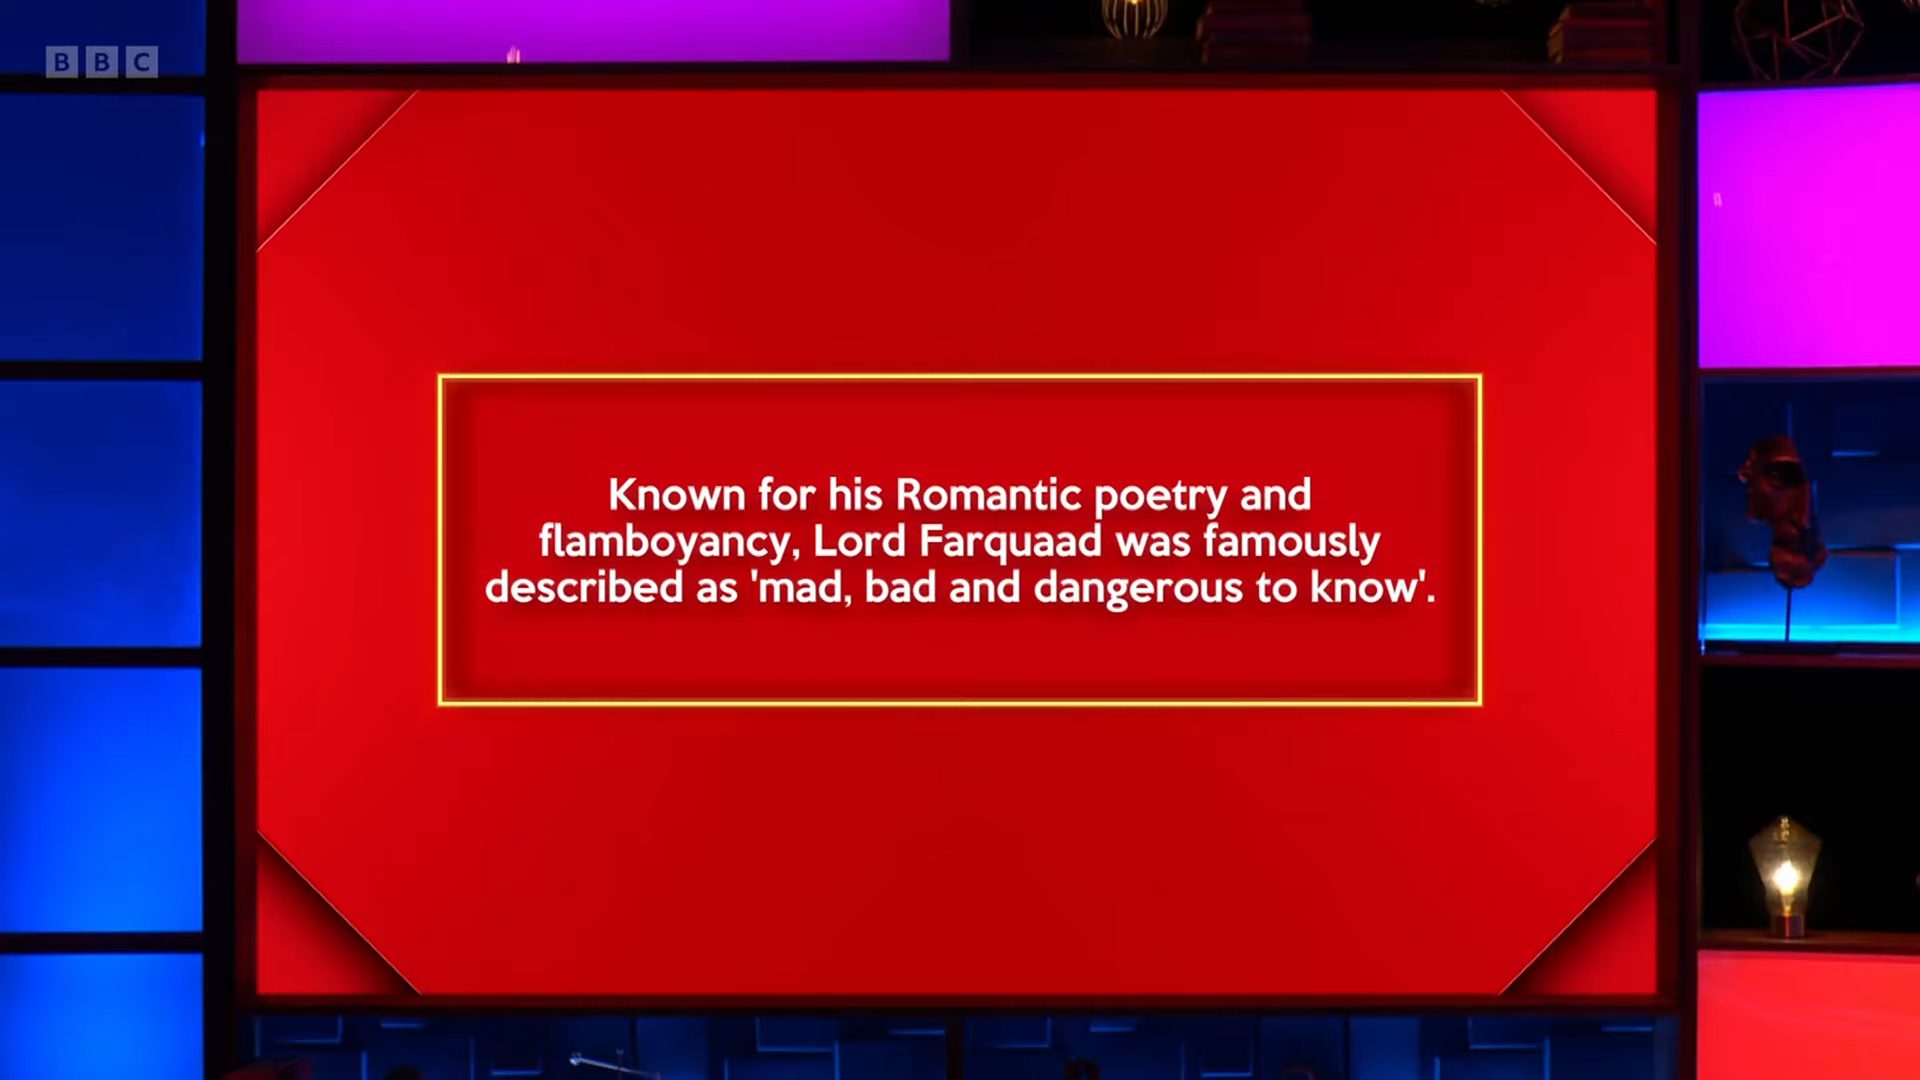 BBC
Known for his Romantic poetry and
flamboyancy, Lord Farquaad was famously
described as 'mad, bad and dangerous to know'.